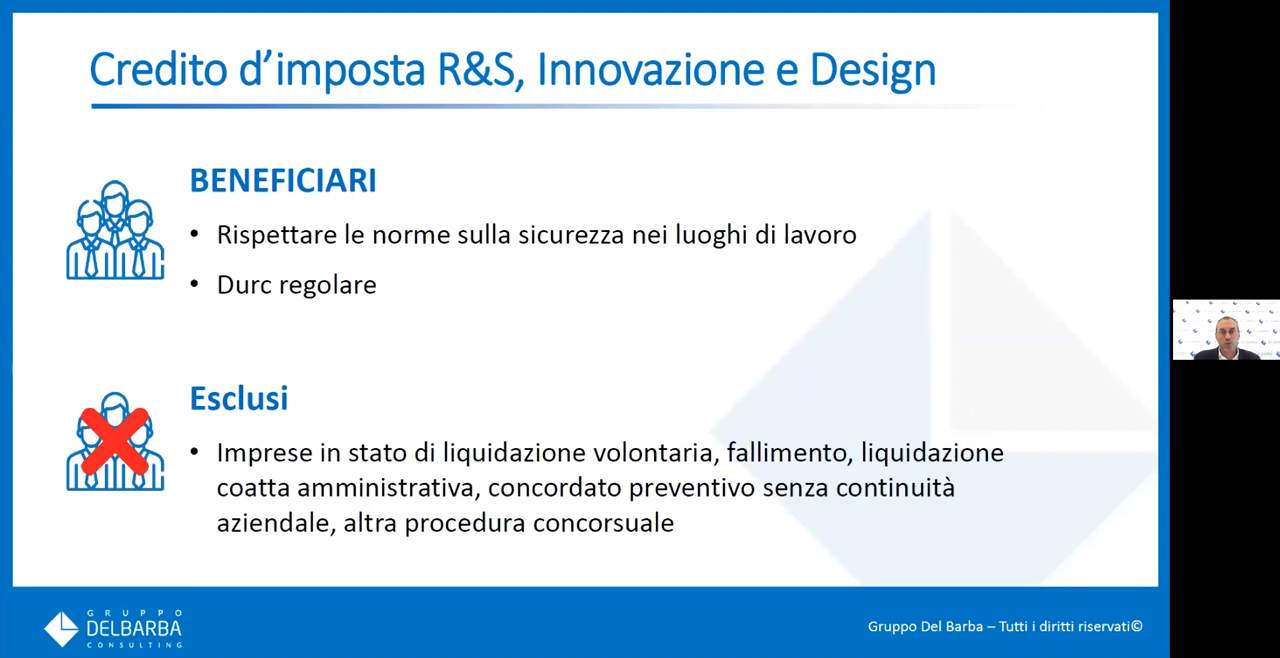 Credito d'imposta R&S, Innovazione e Design
BENEFICIARI
• Rispettare le norme sulla sicurezza nei luoghi di lavoro
• Durc regolare
Esclusi
• Imprese in stato di liquidazione volontaria, fallimento, liquidazione
coatta amministrativa, concordato preventivo senza continuità
aziendale, altra procedura concorsuale
GRUPPO
DELBARBA
CONSULTING
Gruppo Del Barba – Tutti i diritti riservati©